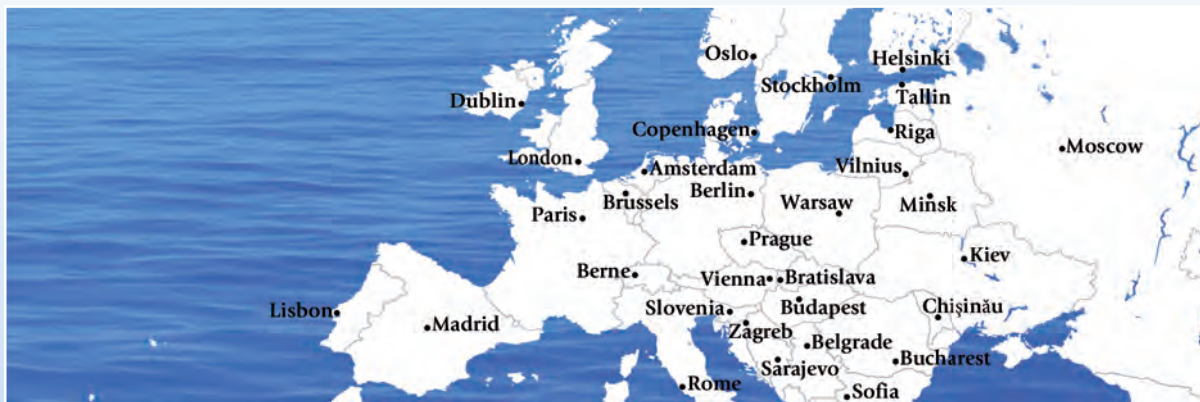 Oslo
Helsinki
Stockholm
Tallin
Dublin
Copenhagen
Riga
Moscow
London
Amsterdam
Vilnius
Berlin
Brussels
Warsaw
Minsk
Paris
Prague
Kiev
Berne
Vienna
Bratislava
Slovenia
Budapest
Chişinău
Lisbon
Madrid
Zagreb
Belgrade
Sarajevo
Bucharest
Rome
Sofia